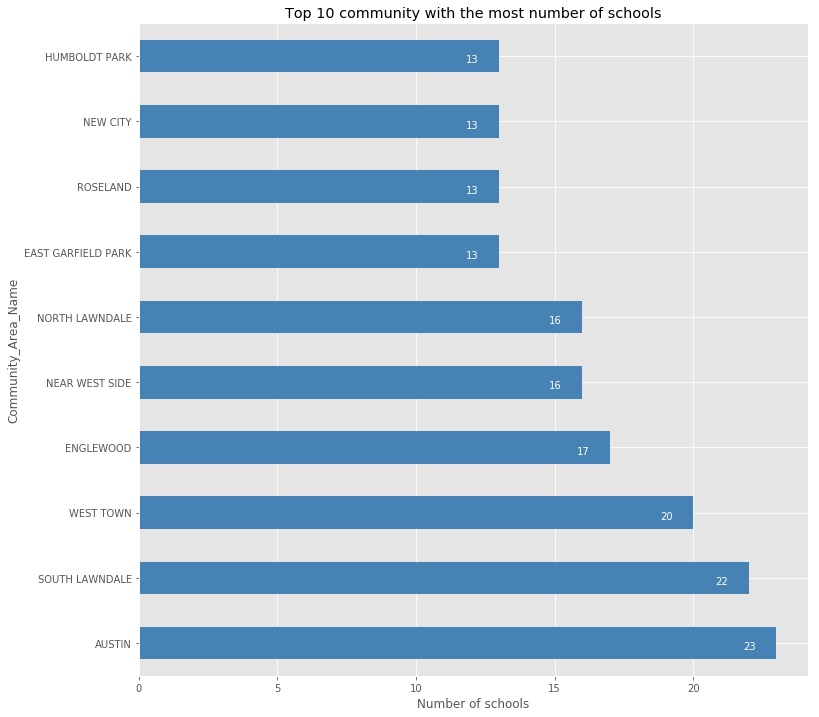 Top 10 community with the most number of schools
Community_Area_Name
HUMBOLDT PARK 13
NEW CITY 13
ROSELAND 13
EAST GARFIELD PARK 13
NORTH LAWNDALE 16
NEAR WEST SIDE 16
ENGLEWOOD 17
WEST TOWN 20
SOUTH LAWNDALE 22
AUSTIN 23
0 5 10 15 20
Number of schools